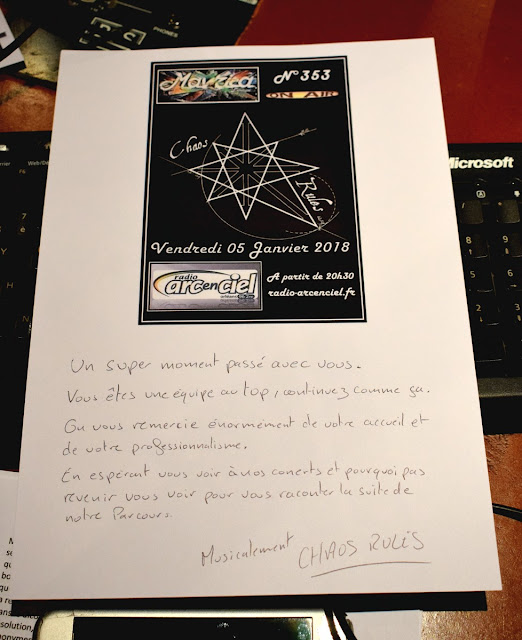 PHONES
Microsoft
Mavrica
N°353
ON AIR
Chaos
Rules
Vendredi 05 Janvier 2018
radio
arcenciel
A partir de 20h30
radio-arcenciel.fr
Un super moment passé avec vous.
Vous êtes une équipe au top, continuez comme ça.
On vous remercie énormément de votre accueil et
de votre professionnalisme.
En espérant vous voir à nos concerts et pourquoi pas
revenir vous voir pour vous raconter la suite de
notre Parcours.
Musicalement
CHAOS RULES